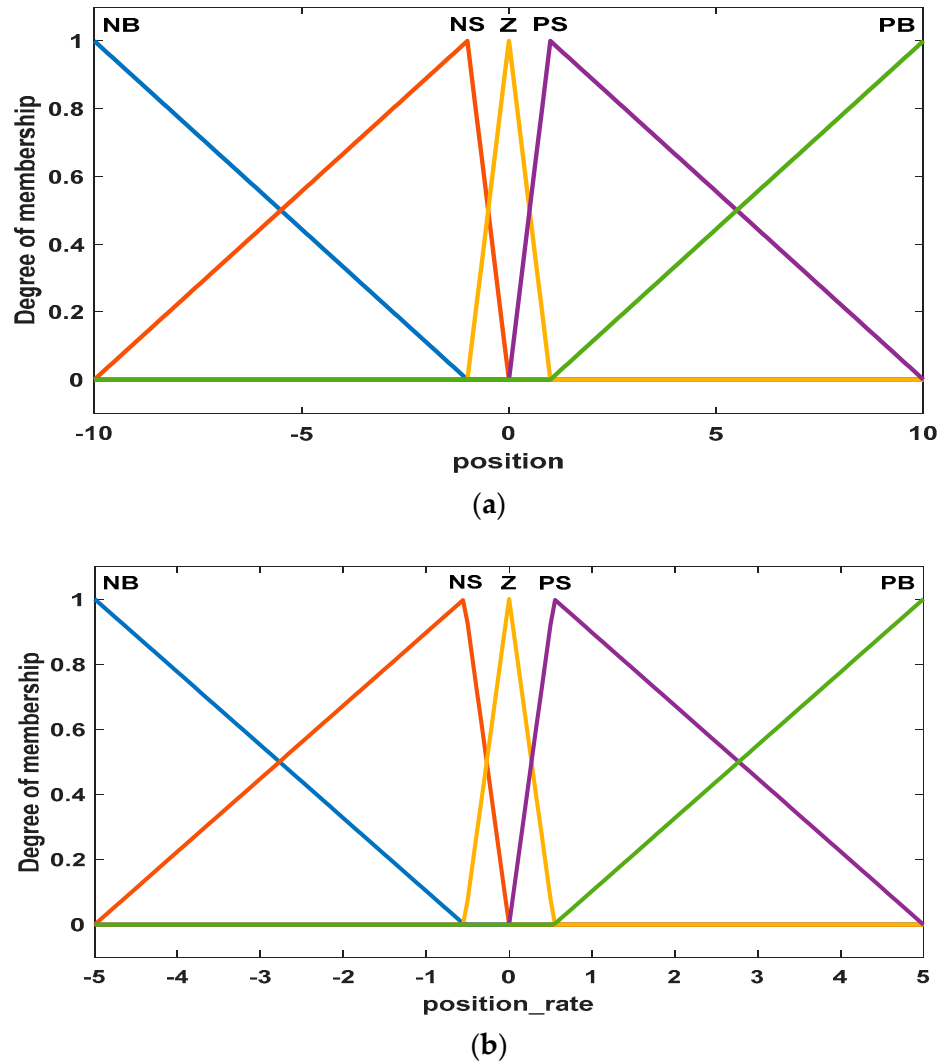 NB NS Z PS PB
1
0.8
0.6
0.4
0.2
0
Degree of membership
-10 -5 0 5 10
position
(a)
NB NS Z PS PB
1
0.8
0.6
0.4
0.2
0
Degree of membership
-5 -4 -3 -2 -1 0 1 2 3 4 5
position_rate
(b)